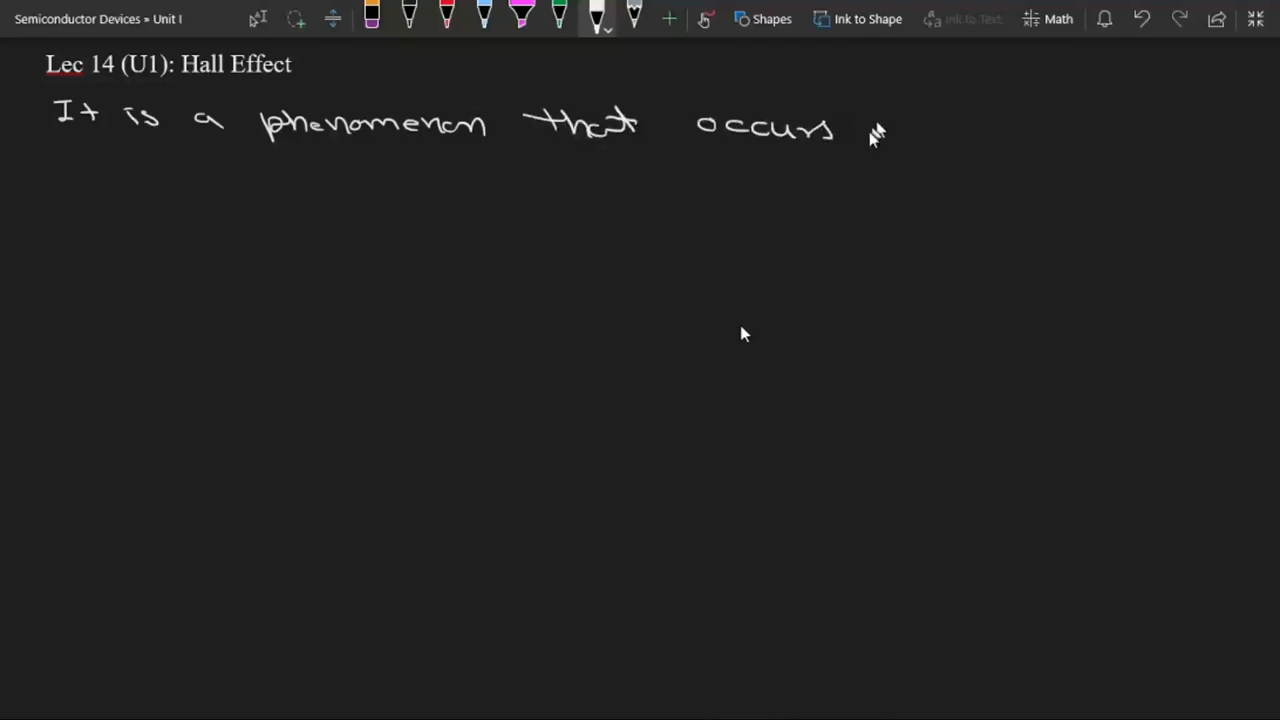 Semiconductor Devices » Unit I
Shapes
Ink to Shape
Ink to Text
Math
Lec 14 (U1): Hall Effect
It is a phenomenon that occurs